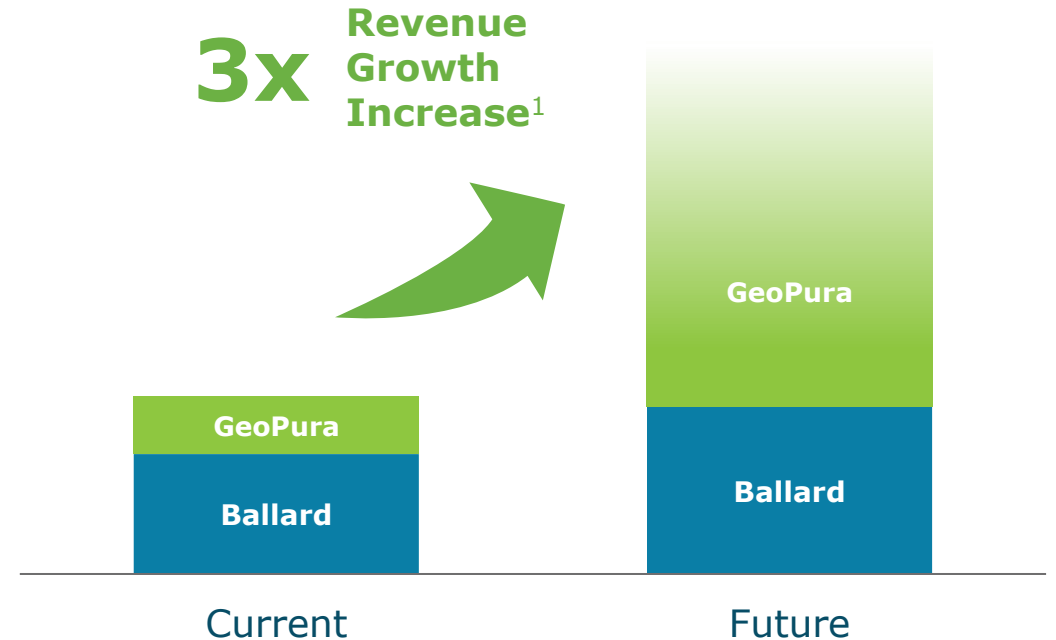 3x
Revenue
Growth
Increase¹
GeoPura
GeoPura
Ballard
Ballard
Current
Future